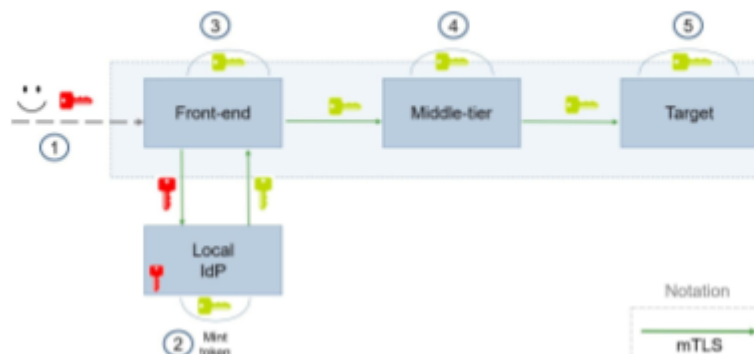 3
4
5
Front-end
Middle-tier
Target
1
Local
IdP
2
Mint
token
Notation
mTLS